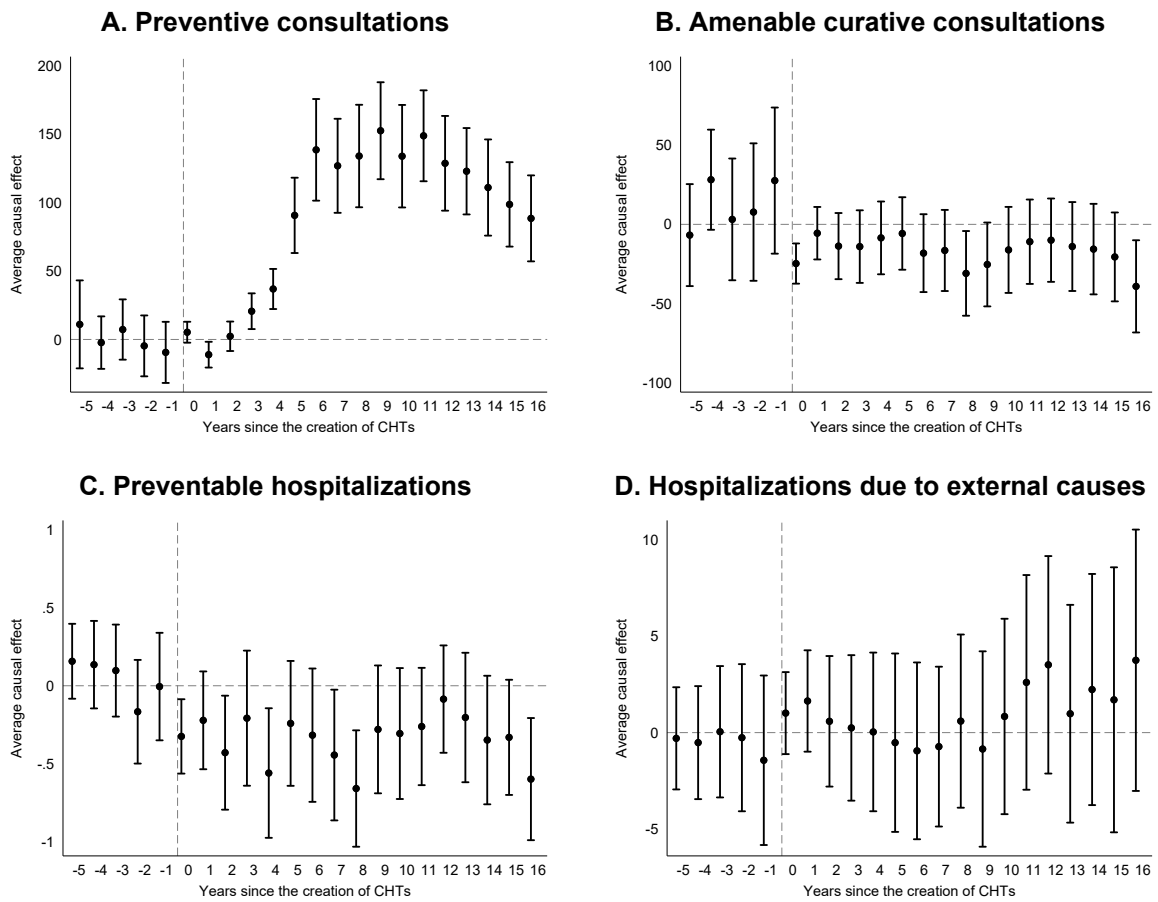 A. Preventive consultations
200
150
100
50
0
Average causal effect
-5 -4 -3 -2 -1 0 1 2 3 4 5 6 7 8 9 10 11 12 13 14 15 16
Years since the creation of CHTs
B. Amenable curative consultations
100
50
0
-50
-100
Average causal effect
-5 -4 -3 -2 -1 0 1 2 3 4 5 6 7 8 9 10 11 12 13 14 15 16
Years since the creation of CHTs
C. Preventable hospitalizations
1
.5
0
-.5
-1
Average causal effect
-5 -4 -3 -2 -1 0 1 2 3 4 5 6 7 8 9 10 11 12 13 14 15 16
Years since the creation of CHTs
D. Hospitalizations due to external causes
10
5
0
-5
Average causal effect
-5 -4 -3 -2 -1 0 1 2 3 4 5 6 7 8 9 10 11 12 13 14 15 16
Years since the creation of CHTs